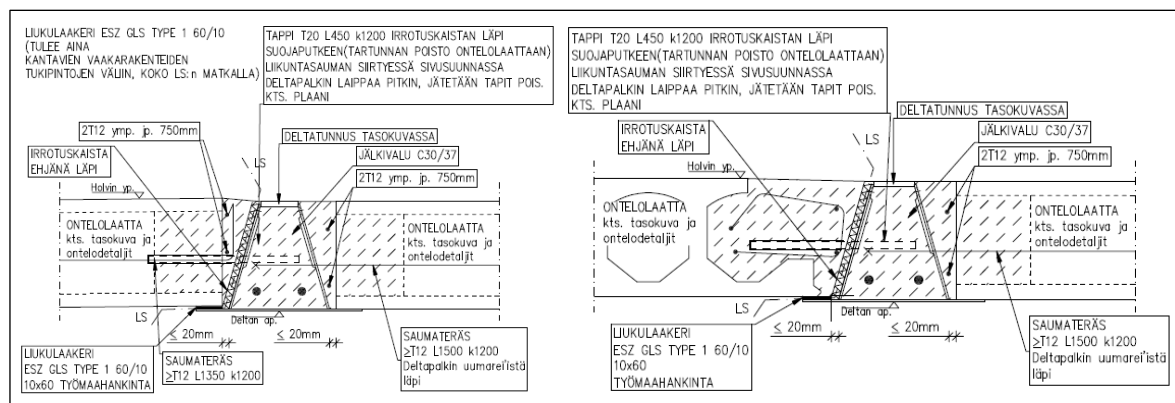 LIUKULAAKERI ESZ GLS TYPE 1 60/10
(TULEE AINA
KANTAVIEN VAAKARAKENTEIDEN
TUKIPINTOJEN VÄLIIN, KOKO LS:n MATKALLA)
TAPPI T20 L450 k1200 IRROTUSKAISTAN LÄPI
SUOJAPUTKEEN(TARTUNNAN POISTO ONTELOLAATTAAN)
LIIKUNTASAUMAN SIIRTYESSÄ SIVUSUUNNASSA
DELTAPALKIN LAIPPAA PITKIN, JÄTETÄÄN TAPIT POIS.
KTS. PLAANI
2T12 ymp. jp. 750mm
IRROTUSKAISTA
EHJÄNÄ LÄPI
LS
DELTATUNNUS TASOKUVASSA
JÄLKIVALU C30/37
2T12 ymp. jp. 750mm
Holvin yp.
ONTELOLAATTA
kts. tasokuva ja
ontelodetaljit
ONTELOLAATTA
kts. tasokuva ja
ontelodetaljit
LS
Deltan ap.
≤ 20mm
≤ 20mm
LIUKULAAKERI
ESZ GLS TYPE 1 60/10
10x60 TYÖMAAHANKINTA
SAUMATERÄS
≥T12 L1350 k1200
SAUMATERÄS
≥T12 L1500 k1200
Deltapalkin uumarei'istä
läpi
TAPPI T20 L450 k1200 IRROTUSKAISTAN LÄPI
SUOJAPUTKEEN(TARTUNNAN POISTO ONTELOLAATTAAN)
LIIKUNTASAUMAN SIIRTYESSÄ SIVUSUUNNASSA
DELTAPALKIN LAIPPAA PITKIN, JÄTETÄÄN TAPIT POIS.
KTS. PLAANI
IRROTUSKAISTA
EHJÄNÄ LÄPI
LS
DELTATUNNUS TASOKUVASSA
JÄLKIVALU C30/37
2T12 ymp. jp. 750mm
Holvin yp.
ONTELOLAATTA
kts. tasokuva ja
ontelodetaljit
ONTELOLAATTA
kts. tasokuva ja
ontelodetaljit
LS
Deltan ap.
≤ 20mm
≤ 20mm
LIUKULAAKERI
ESZ GLS TYPE 1 60/10
10x60
TYÖMAAHANKINTA
SAUMATERÄS
≥T12 L1500 k1200
Deltapalkin uumarei'istä
läpi